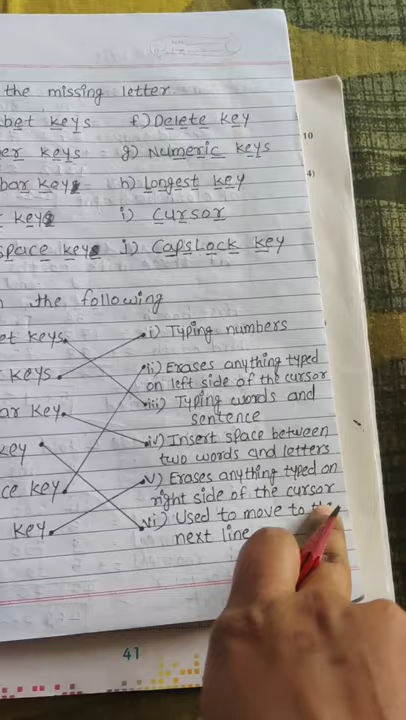 the missing letter.
bet keys f) Delete key
er keys g) Numeric keys
bar key h) Longest key
key i) Cursor
space key j) CapsLock key
the following
et keys i) Typing numbers
keys ii) Erases anything typed
on left side of the cursor
ar key iii) Typing words and
sentence
key iv) Insert space between
two words and letters
ce key v) Erases anything typed on
right side of the cursor
key vi) Used to move to
next line
10
4)
41